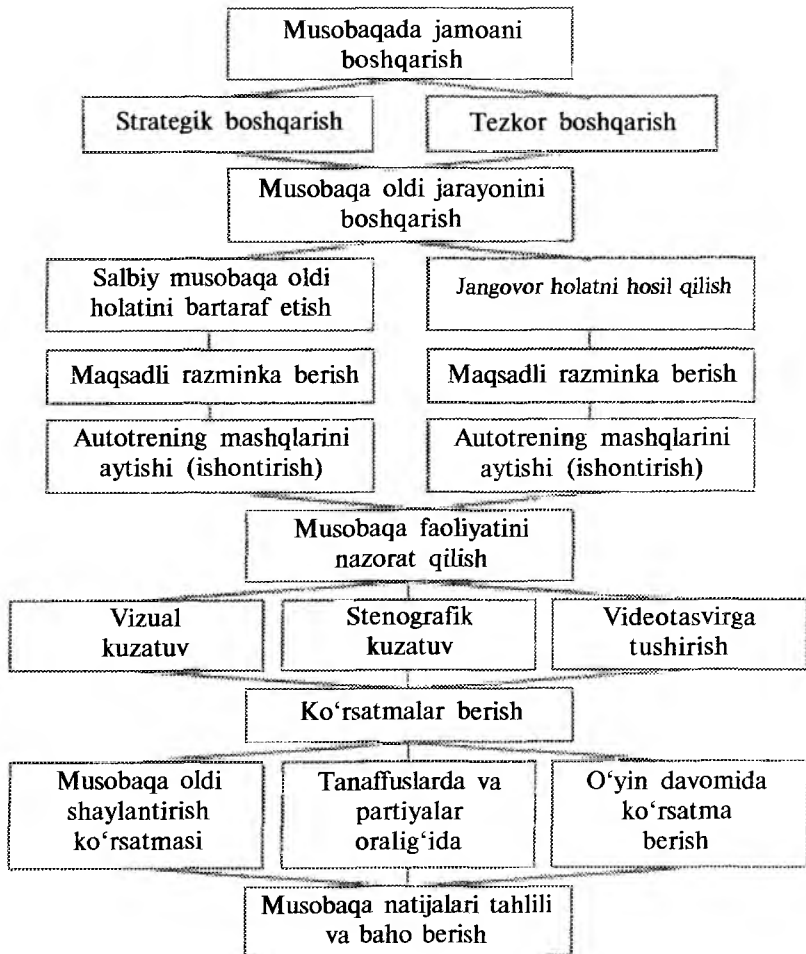 Musobaqada jamoani
boshqarish
Strategik boshqarish
Tezkor boshqarish
Musobaqa oldi jarayonini
boshqarish
Salbiy musobaqa oldi
holatini bartaraf etish
Jangovor holatni hosil qilish
Maqsadli razminka berish
Maqsadli razminka berish
Autotrening mashqlarini
aytishi (ishontirish)
Autotrening mashqlarini
aytishi (ishontirish)
Musobaqa faoliyatini
nazorat qilish
Vizual
kuzatuv
Stenografik
kuzatuv
Videotasvirga
tushirish
Ko‘rsatmalar berish
Musobaqa oldi
shaylantirish
ko‘rsatmasi
Tanaffuslarda va
partiyalar
oralig‘ida
O‘yin davomida
ko‘rsatma
berish
Musobaqa natijalari tahlili
va baho berish